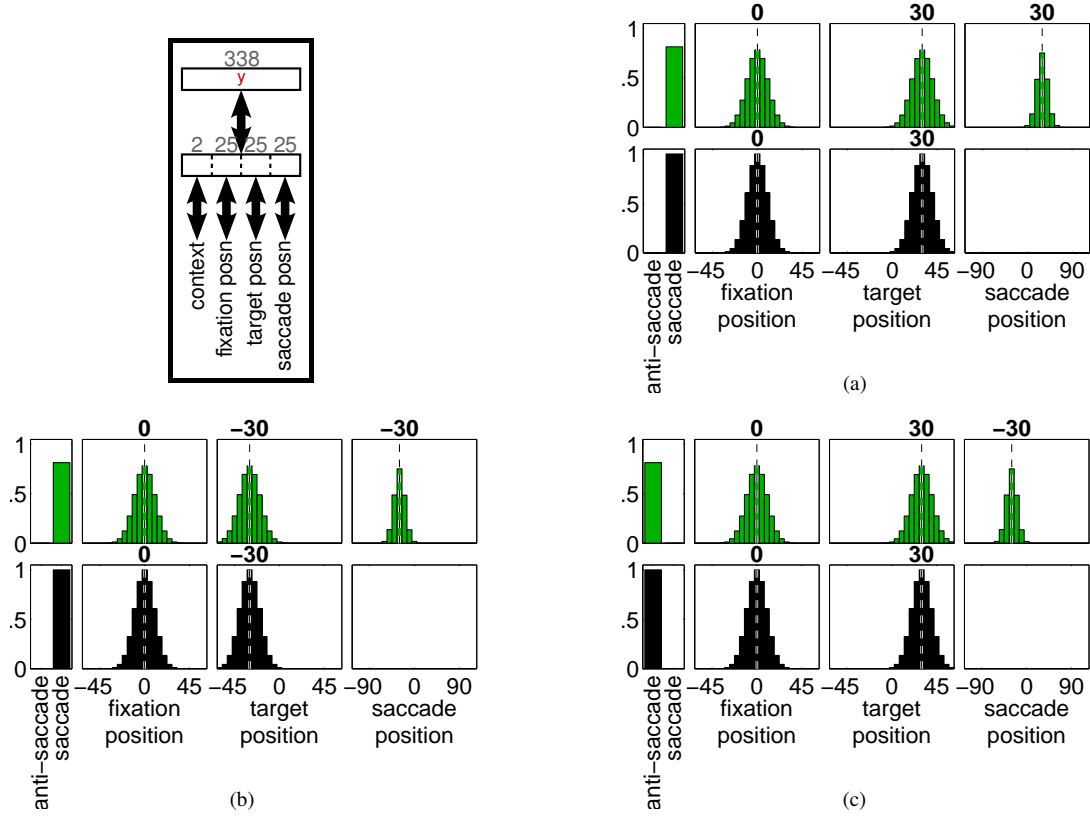 338
y
2 25 25 25
context
fixation posn
target posn
saccade posn
0 30 30
1
.5
0
0 30
1
.5
0
anti−saccade
saccade
−45 0 45
fixation
position
0 45
target
position
−90 0 90
saccade
position
(a)
0 −30 −30
1
.5
0
0 −30
1
.5
0
anti−saccade
saccade
−45 0 45
fixation
position
−45 0 45
target
position
−90 0 90
saccade
position
(b)
0 30 −30
1
.5
0
0 30
1
.5
0
anti−saccade
saccade
−45 0 45
fixation
position
−45 0 45
target
position
−90 0 90
saccade
position
(c)